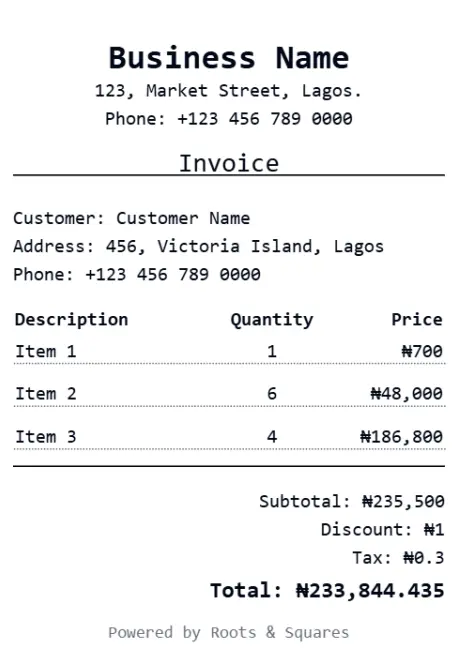 Business Name
123, Market Street, Lagos.
Phone: +123 456 789 0000
Invoice
Customer: Customer Name
Address: 456, Victoria Island, Lagos
Phone: +123 456 789 0000
Description Quantity Price
Item 1 1 ₦700
Item 2 6 ₦48,000
Item 3 4 ₦186,800
Subtotal: ₦235,500
Discount: ₦1
Tax: ₦0.3
Total: ₦233,844.435
Powered by Roots & Squares